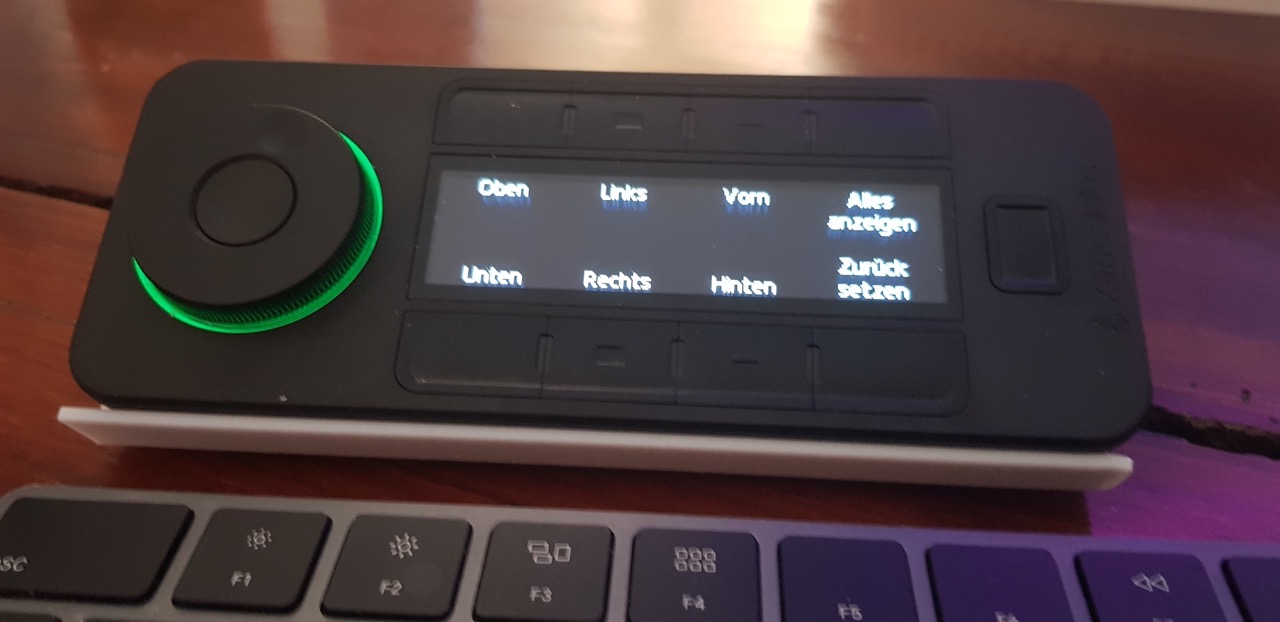 Oben Links Vorn Alles
anzeigen
Unten Rechts Hinten Zurück
setzen
F1 F2 F3 F4 F5